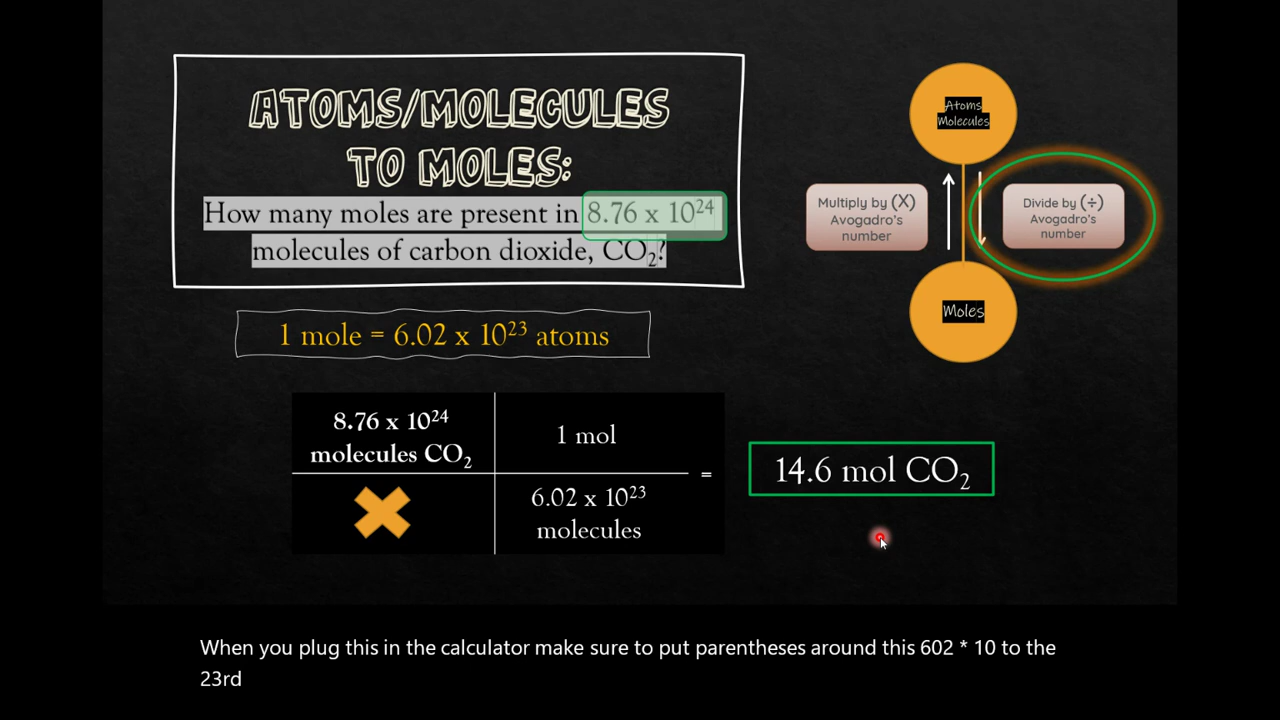 ATOMS/MOLECULES
TO MOLES:
How many moles are present in 8.76 x 10²⁴
molecules of carbon dioxide, CO₂?
1 mole = 6.02 x 10²³ atoms
8.76 x 10²⁴
molecules CO₂
1 mol
6.02 x 10²³
molecules
=
14.6 mol CO₂
Atoms
Molecules
Multiply by (X)
Avogadro's
number
Divide by (÷)
Avogadro's
number
Moles
When you plug this in the calculator make sure to put parentheses around this 602 * 10 to the
23rd